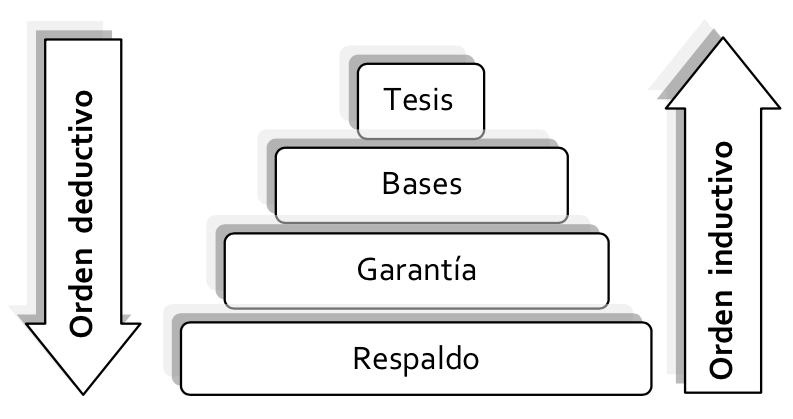 Orden deductivo
Tesis
Bases
Garantía
Respaldo
Orden inductivo